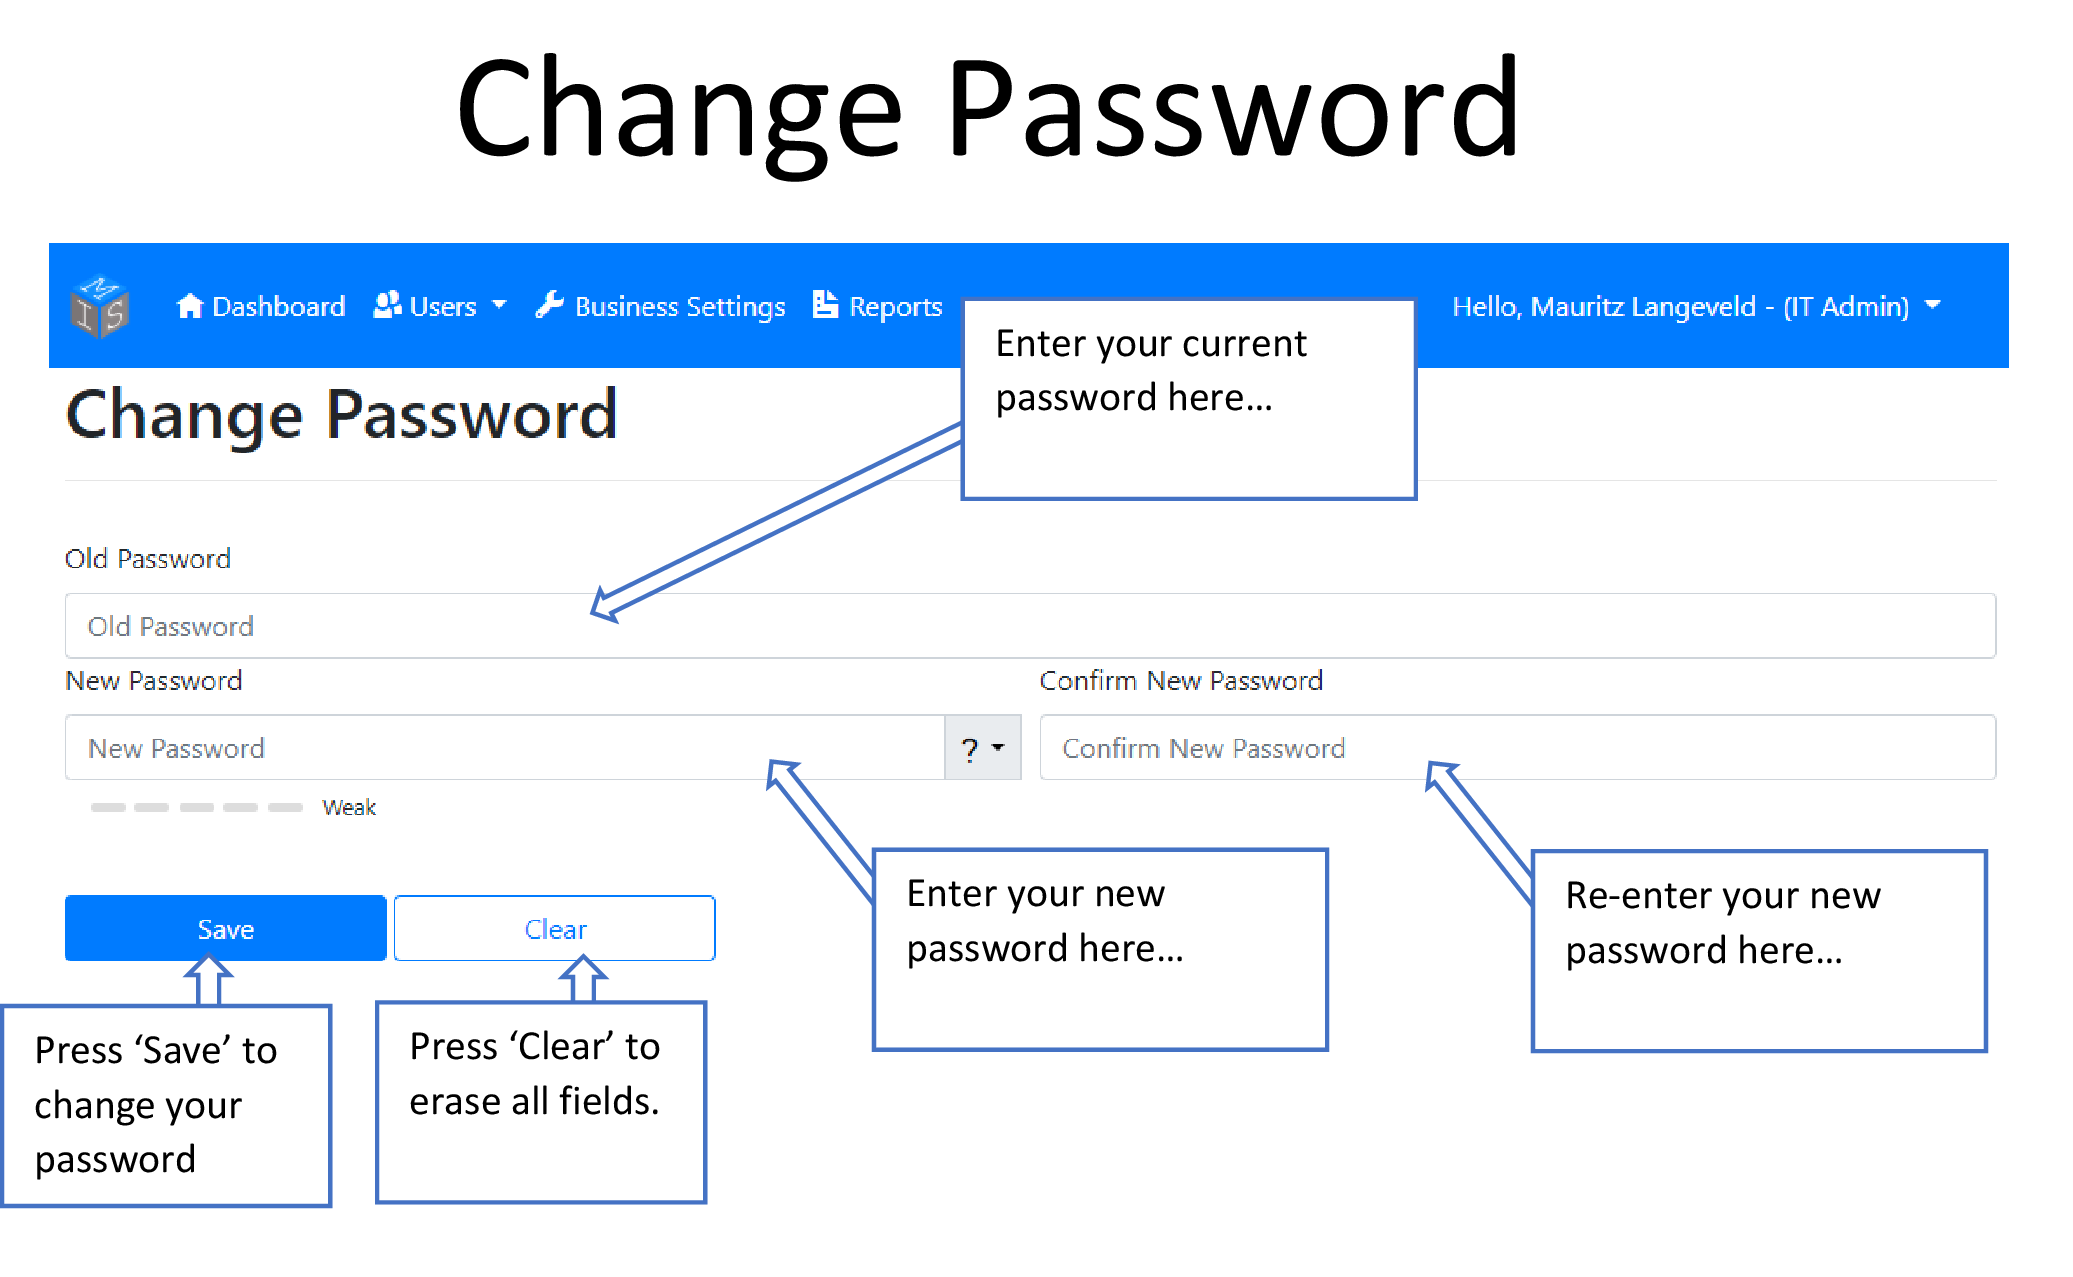 Change Password
MIS
Dashboard Users Business Settings Reports
Hello, Mauritz Langeveld - (IT Admin)
Enter your current
password here...
Change Password
Old Password
Old Password
New Password
Confirm New Password
New Password
?
Confirm New Password
Weak
Enter your new
password here...
Re-enter your new
password here...
Save
Clear
Press ‘Save’ to
change your
password
Press ‘Clear’ to
erase all fields.